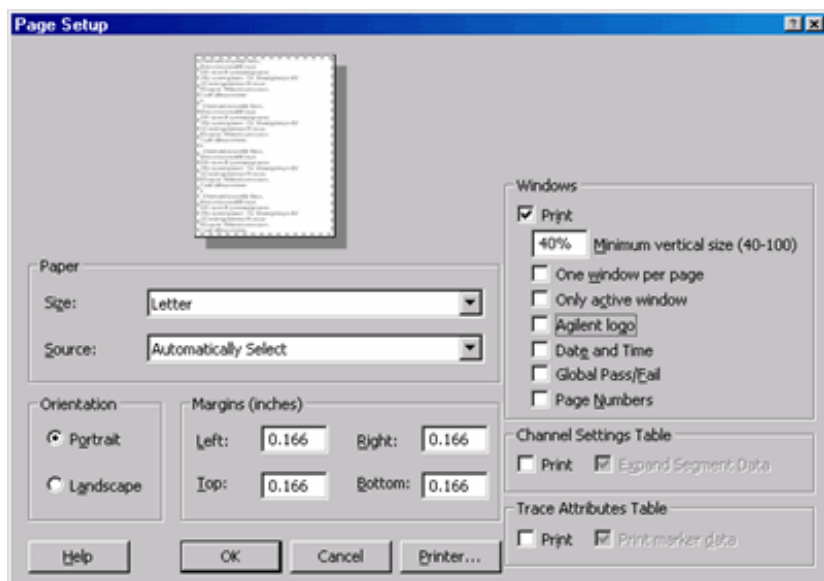 Page Setup
Paper
Size: Letter
Source: Automatically Select
Orientation
Portrait
Landscape
Margins (inches)
Left: 0.166 Right: 0.166
Top: 0.166 Bottom: 0.166
Windows
Print
40% Minimum vertical size (40-100)
One window per page
Only active window
Agilent logo
Date and Time
Global Pass/Fail
Page Numbers
Channel Settings Table
Print Expand Segment Data
Trace Attributes Table
Print Print marker data
Help OK Cancel Printer...